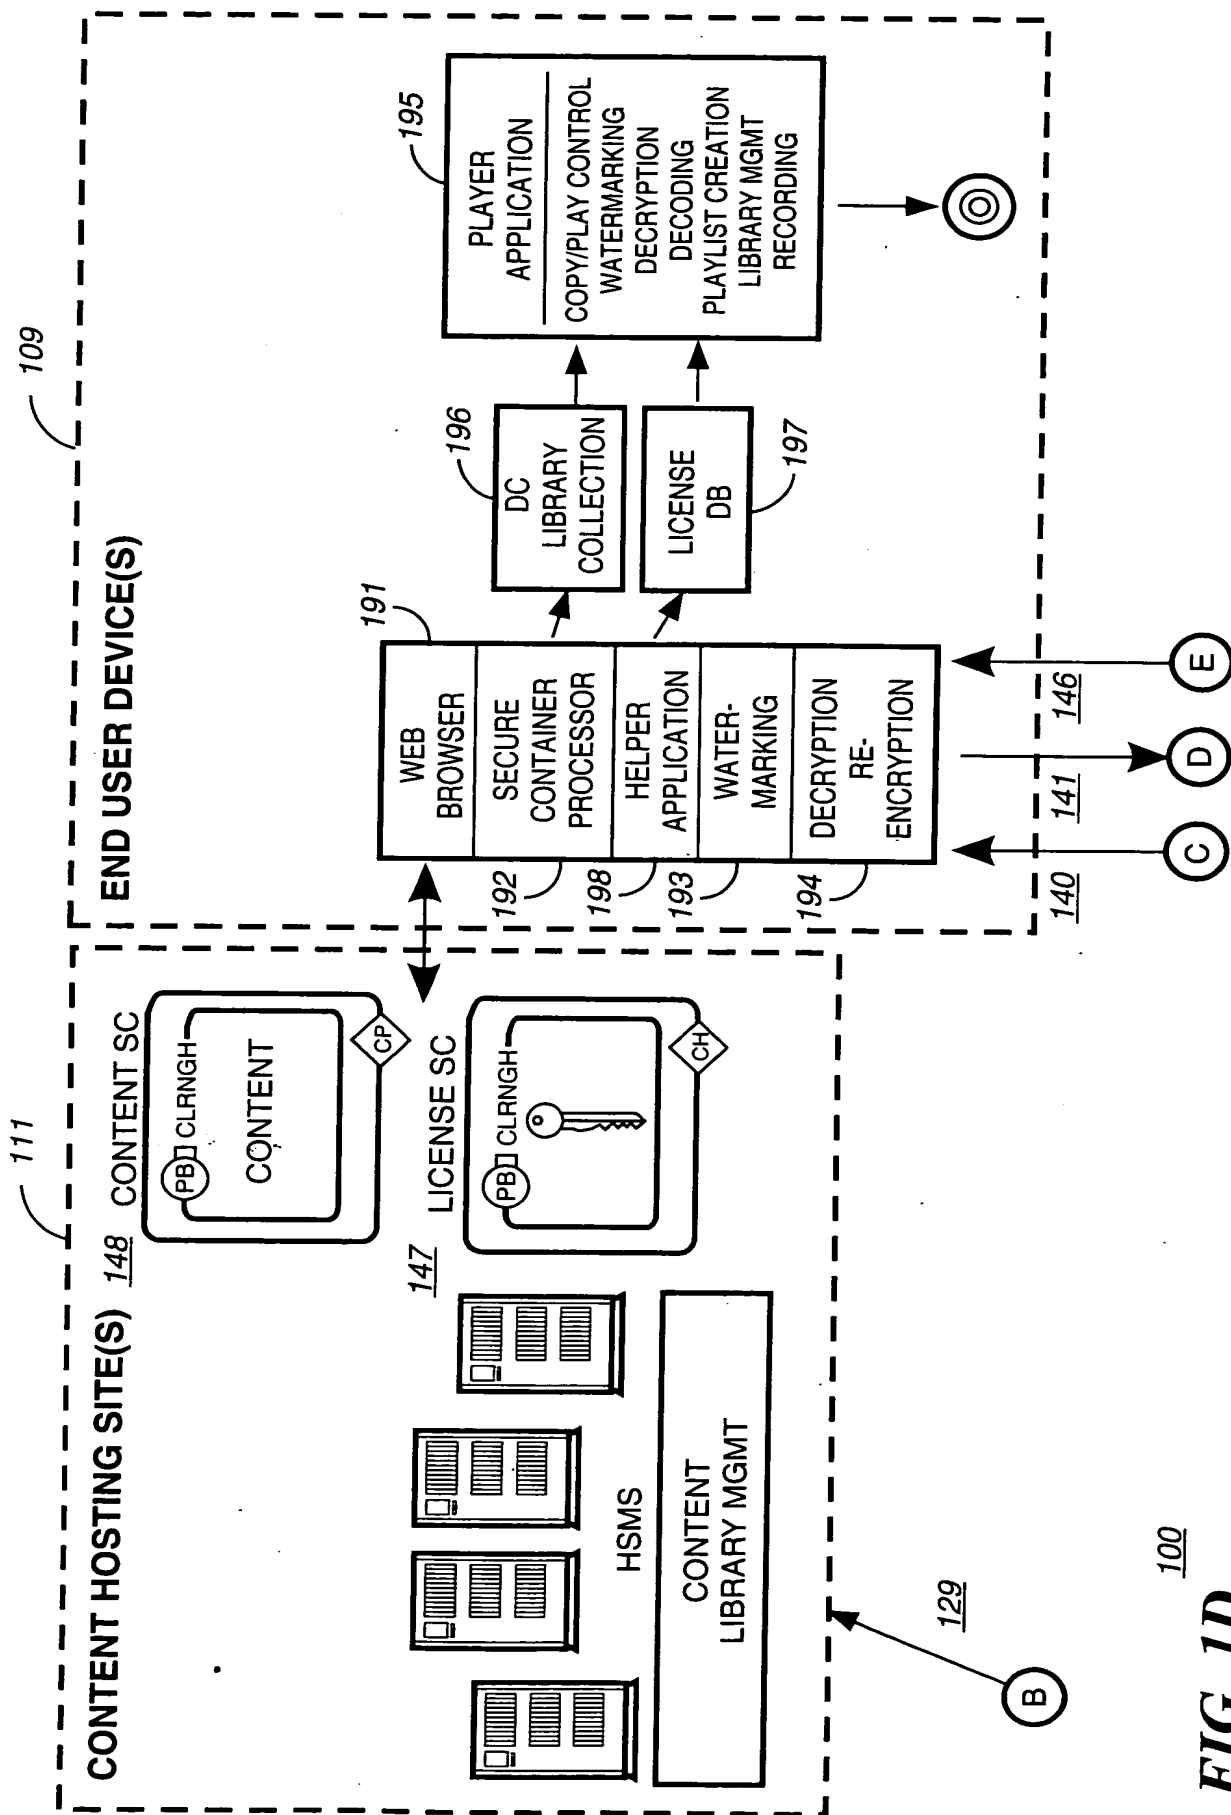 111
CONTENT HOSTING SITE(S)
148
CONTENT SC
PB
CLRNGH
CONTENT
CP
147
LICENSE SC
PB
CLRNGH
CH
HSMS
CONTENT
LIBRARY MGMT
129
B
109
END USER DEVICE(S)
191
WEB
BROWSER
SECURE
CONTAINER
PROCESSOR
HELPER
APPLICATION
WATER-
MARKING
DECRYPTION
RE-
ENCRYPTION
192
198
193
194
196
DC
LIBRARY
COLLECTION
LICENSE
DB
197
195
PLAYER
APPLICATION
COPY/PLAY CONTROL
WATERMARKING
DECRYPTION
DECODING
PLAYLIST CREATION
LIBRARY MGMT
RECORDING
140
141
146
C
D
E
100
FIG. 1D